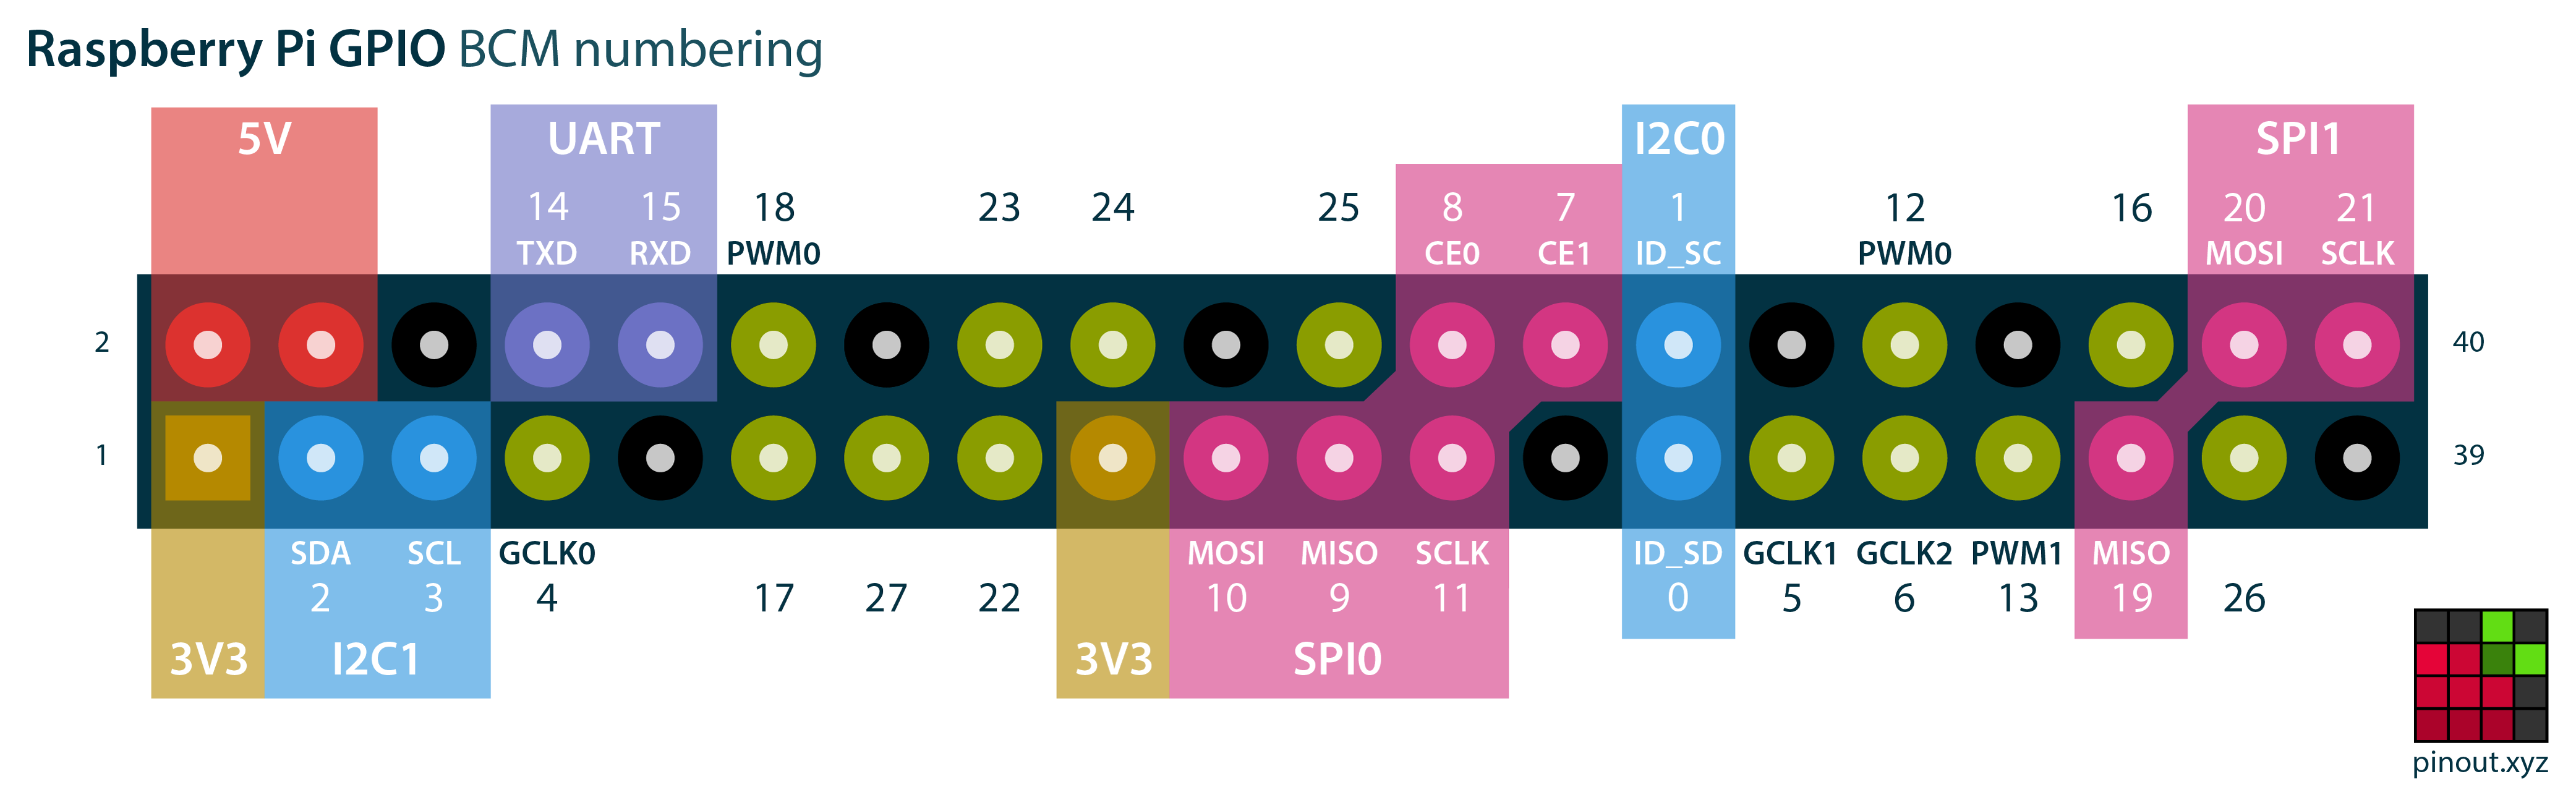 Raspberry Pi GPIO BCM numbering
5V UART I2C0 SPI1
14 15 18 23 24 25 8 7 1 12 16 20 21
TXD RXD PWM0 CE0 CE1 ID_SC PWM0 MOSI SCLK
2 40
1 39
SDA SCL GCLK0 MOSI MISO SCLK ID_SD GCLK1 GCLK2 PWM1 MISO
2 3 4 17 27 22 10 9 11 0 5 6 13 19 26
3V3 I2C1 3V3 SPI0
pinout.xyz